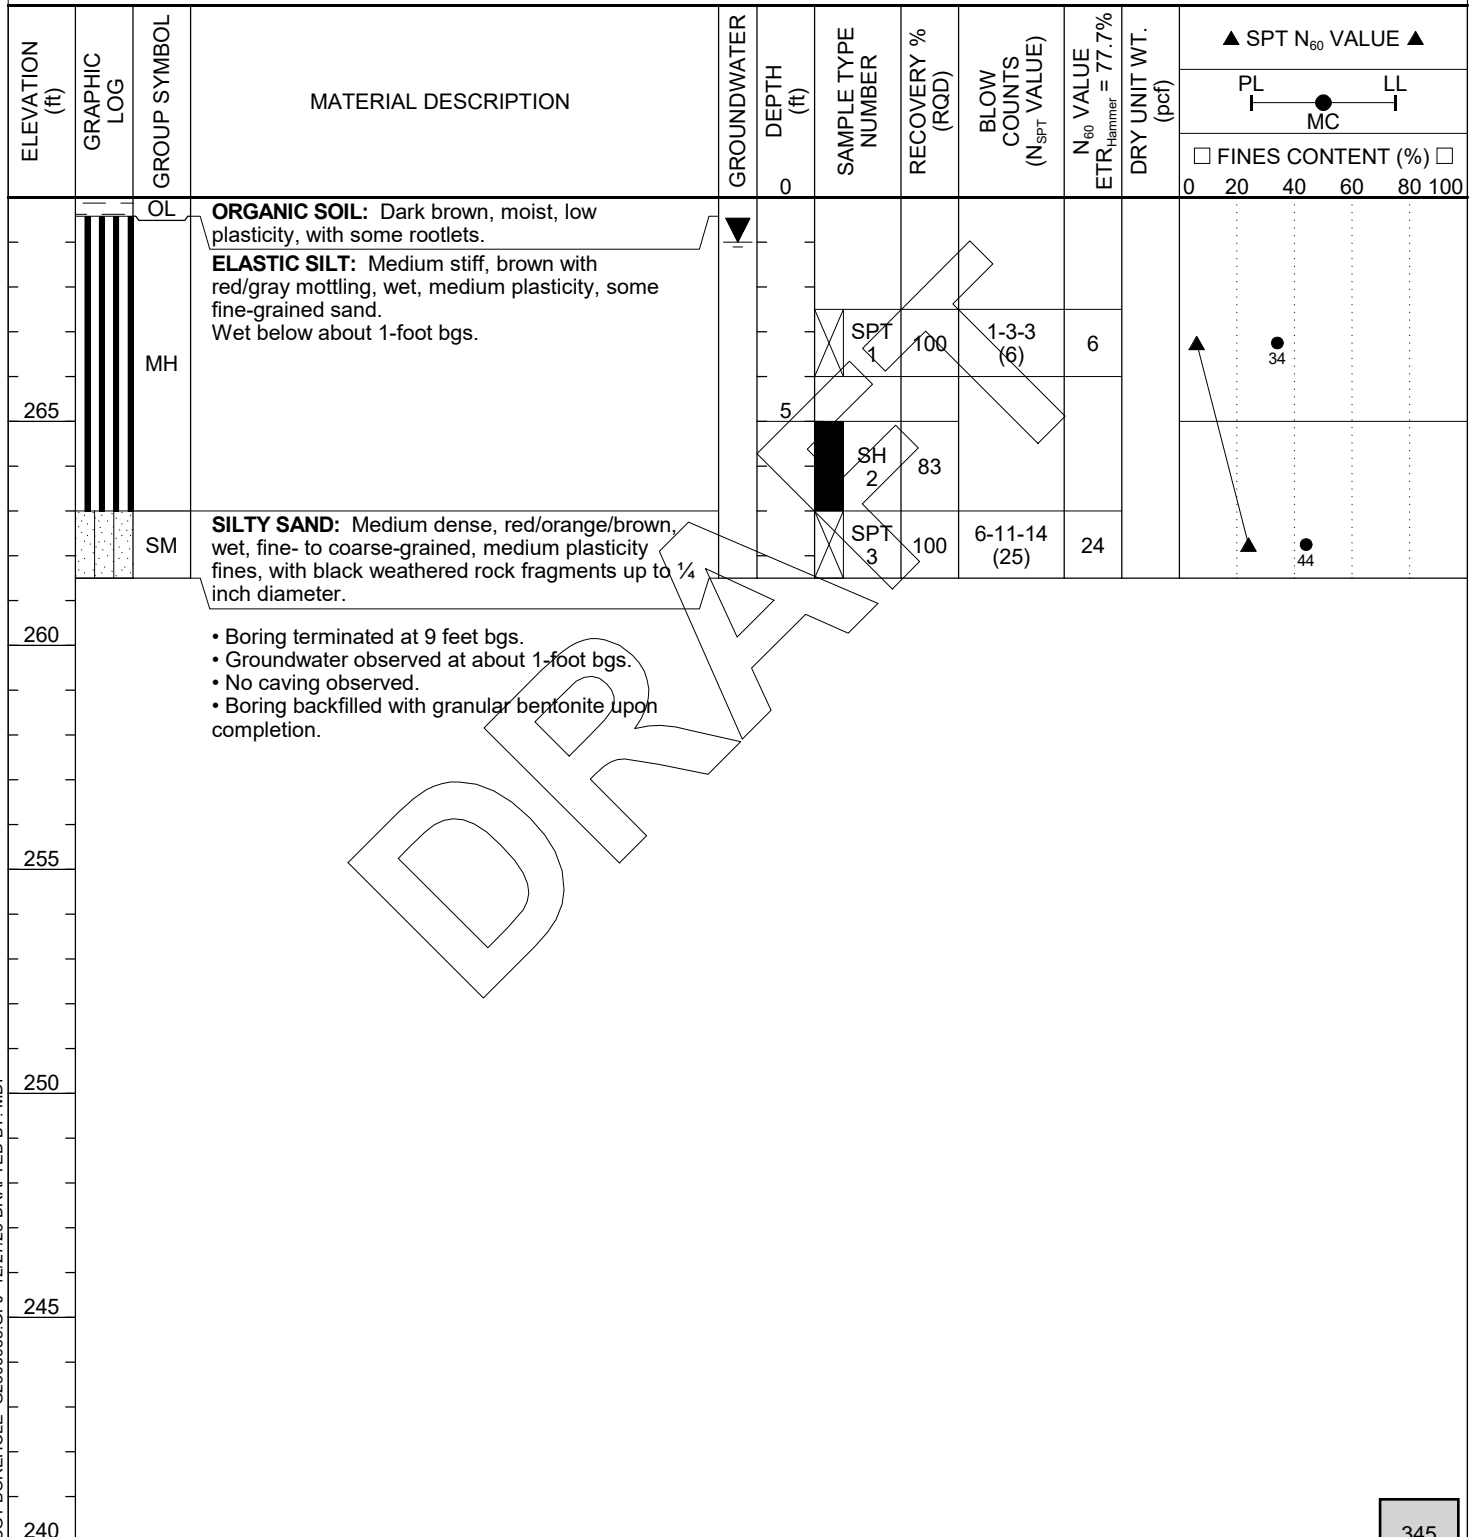 ELEVATION (ft)
GRAPHIC LOG
GROUP SYMBOL
MATERIAL DESCRIPTION
GROUNDWATER
DEPTH (ft)
0
SAMPLE TYPE NUMBER
RECOVERY % (RQD)
BLOW COUNTS (N SPT VALUE)
N60 VALUE ETR Hammer = 77.7%
DRY UNIT WT. (pcf)
▲ SPT N60 VALUE ▲
PL LL
MC
□ FINES CONTENT (%) □
0 20 40 60 80 100
OL
ORGANIC SOIL: Dark brown, moist, low
plasticity, with some rootlets.
ELASTIC SILT: Medium stiff, brown with
red/gray mottling, wet, medium plasticity, some
fine-grained sand.
Wet below about 1-foot bgs.
MH
SPT 1
100
1-3-3 (6)
6
34
265
5
SH 2
83
SILTY SAND: Medium dense, red/orange/brown,
wet, fine- to coarse-grained, medium plasticity
fines, with black weathered rock fragments up to ¼
inch diameter.
SM
SPT 3
100
6-11-14 (25)
24
44
260
• Boring terminated at 9 feet bgs.
• Groundwater observed at about 1-foot bgs.
• No caving observed.
• Boring backfilled with granular bentonite upon
completion.
DRAFT
255
250
245
240
345